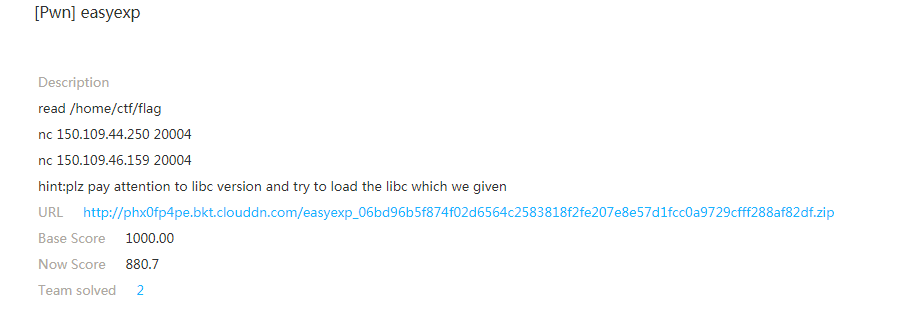 [Pwn] easyexp
Description
read /home/ctf/flag
nc 150.109.44.250 20004
nc 150.109.46.159 20004
hint:plz pay attention to libc version and try to load the libc which we given
URL http://phx0fp4pe.bkt.clouddn.com/easyexp_06bd96b5f874f02d6564c2583818f2fe207e8e57d1fcc0a9729cfff288af82df.zip
Base Score 1000.00
Now Score 880.7
Team solved 2